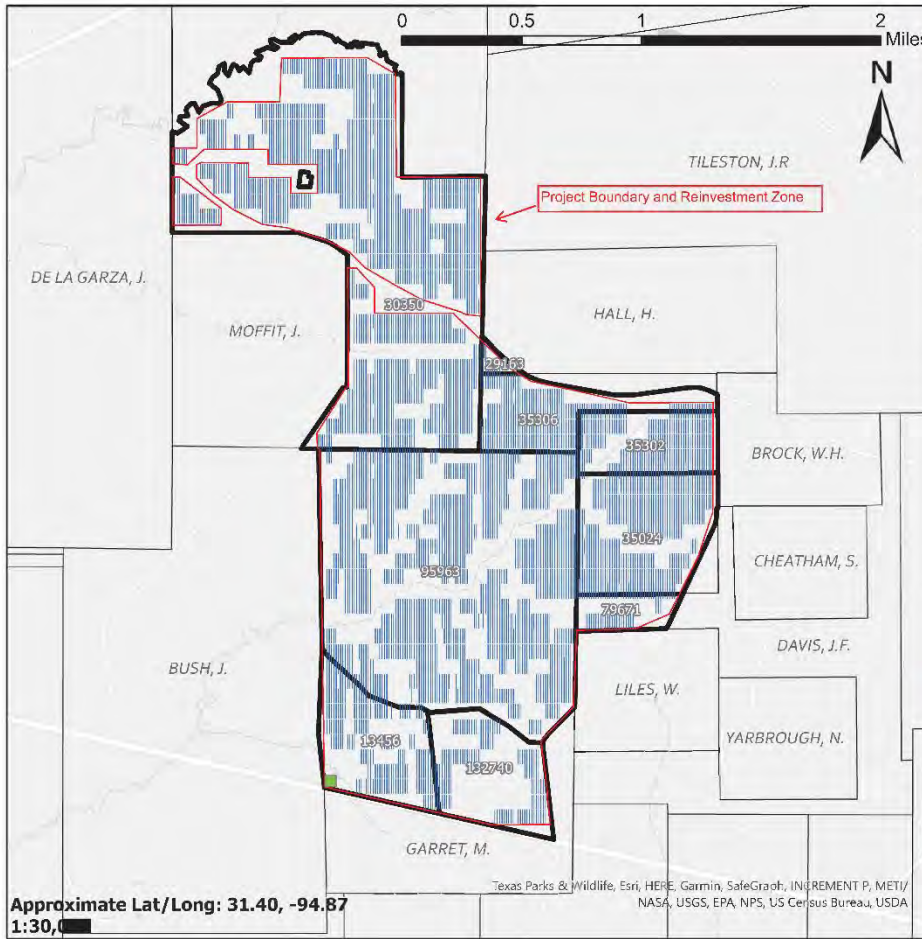 0 0.5 1 2
Miles
N
TILESTON, J.R
Project Boundary and Reinvestment Zone
DE LA GARZA, J.
30350
HALL, H.
MOFFIT, J.
29163
35306
35302
BROCK, W.H.
35024
95963
CHEATHAM, S.
79671
DAVIS, J.F.
BUSH, J.
LILES, W.
13456
YARBROUGH, N.
132740
GARRET, M.
Texas Parks & Wildlife, Esri, HERE, Garmin, SafeGraph, INCREMENT P, METI/
NASA, USGS, EPA, NPS, US Census Bureau, USDA
Approximate Lat/Long: 31.40, -94.87
1:30,0